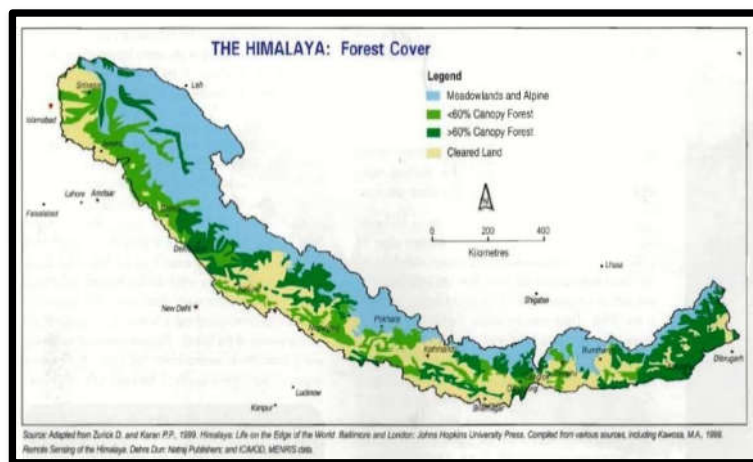 THE HIMALAYA: Forest Cover
Legend
Meadowlands and Alpine
<60% Canopy Forest
>60% Canopy Forest
Cleared Land
Leh
Srinagar
Islamabad
Jammu
Lahore Amritsar
Faisalabad
0 200 400
Kilometres
Lhasa
Shigatse
New Delhi
Pokhara
Kathmandu
Dibrugarh
Lucknow
Kanpur
Biratnagar
Source: Adapted from Zurick D. and Karan P.P., 1999. Himalaya: Life on the Edge of the World. Baltimore and London: Johns Hopkins University Press. Compiled from various sources, including Kawosa, M.A., 1988.
Remote Sensing of the Himalaya, Dehra Dun: Natraj Publishers; and ICIMOD, MENRIS data.